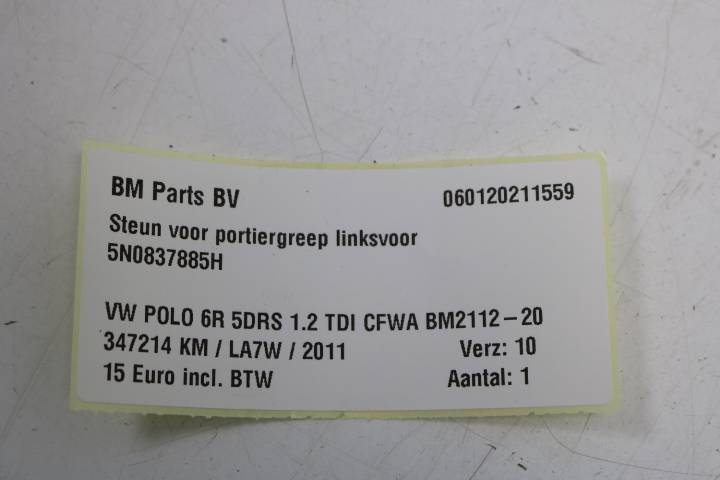 BM Parts BV 060120211559
Steun voor portiergreep linksvoor
5N0837885H
VW POLO 6R 5DRS 1.2 TDI CFWA BM2112-20
347214 KM / LA7W / 2011 Verz: 10
15 Euro incl. BTW Aantal: 1